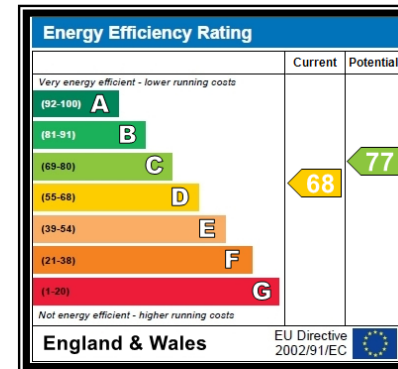 Energy Efficiency Rating
Current Potential
Very energy efficient - lower running costs
(92-100) A
(81-91) B
(69-80) C
77
(55-68) D
68
(39-54) E
(21-38) F
(1-20) G
Not energy efficient - higher running costs
England & Wales
EU Directive
2002/91/EC